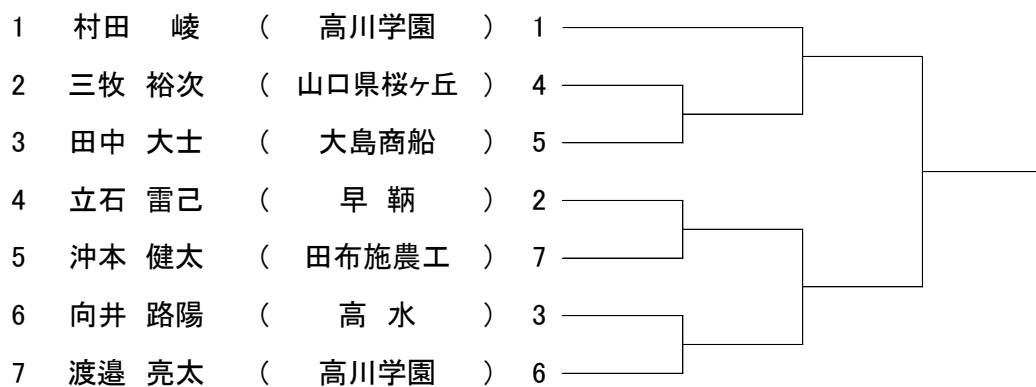 1 村田 崚 ( 高川学園 ) 1
2 三牧 裕次 ( 山口県桜ヶ丘 ) 4
3 田中 大士 ( 大島商船 ) 5
4 立石 雷己 ( 早 鞆 ) 2
5 沖本 健太 ( 田布施農工 ) 7
6 向井 路陽 ( 高 水 ) 3
7 渡邉 亮太 ( 高川学園 ) 6